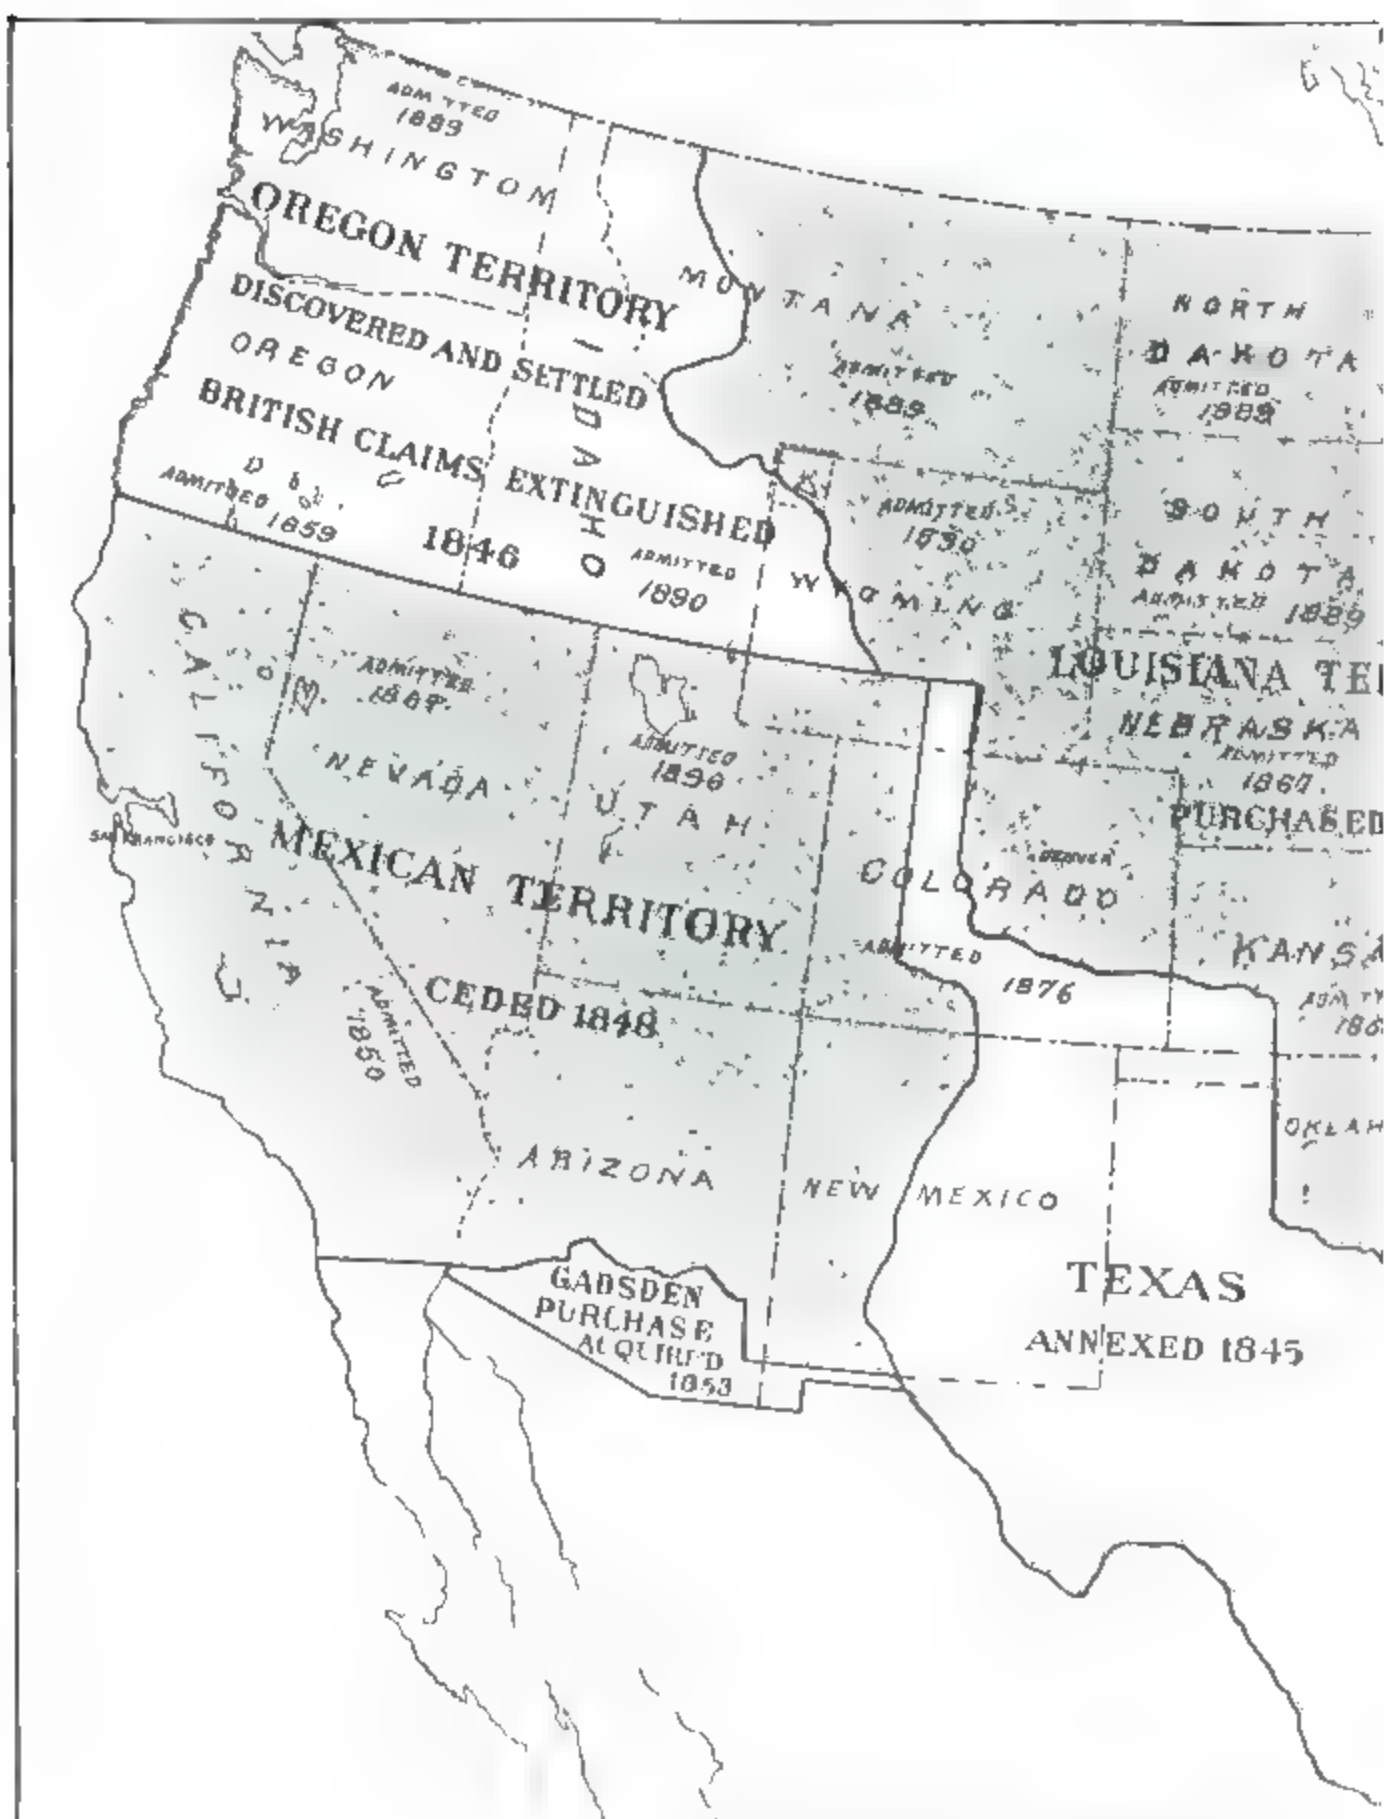 ADMITTED
1889
WASHINGTON
OREGON TERRITORY
DISCOVERED AND SETTLED
OREGON
BRITISH CLAIMS EXTINGUISHED
1846
ADMITTED 1859
IDAHO
ADMITTED
1890
MONTANA
ADMITTED
1889
NORTH
DAKOTA
ADMITTED
1889
SOUTH
DAKOTA
ADMITTED 1889
ADMITTED
1890
WYOMING
LOUISIANA TE
NEBRASKA
ADMITTED
1867
PURCHASED
CALIFORNIA
ADMITTED
1850
SAN FRANCISCO
ADMITTED
NEVADA
ADMITTED
1896
UTAH
MEXICAN TERRITORY
CEDED 1848
DENVER
COLORADO
ADMITTED
1876
KANSA
186
OKLAH
ARIZONA
NEW MEXICO
GADSDEN
PURCHASE
ACQUIRED
1853
TEXAS
ANNEXED 1845